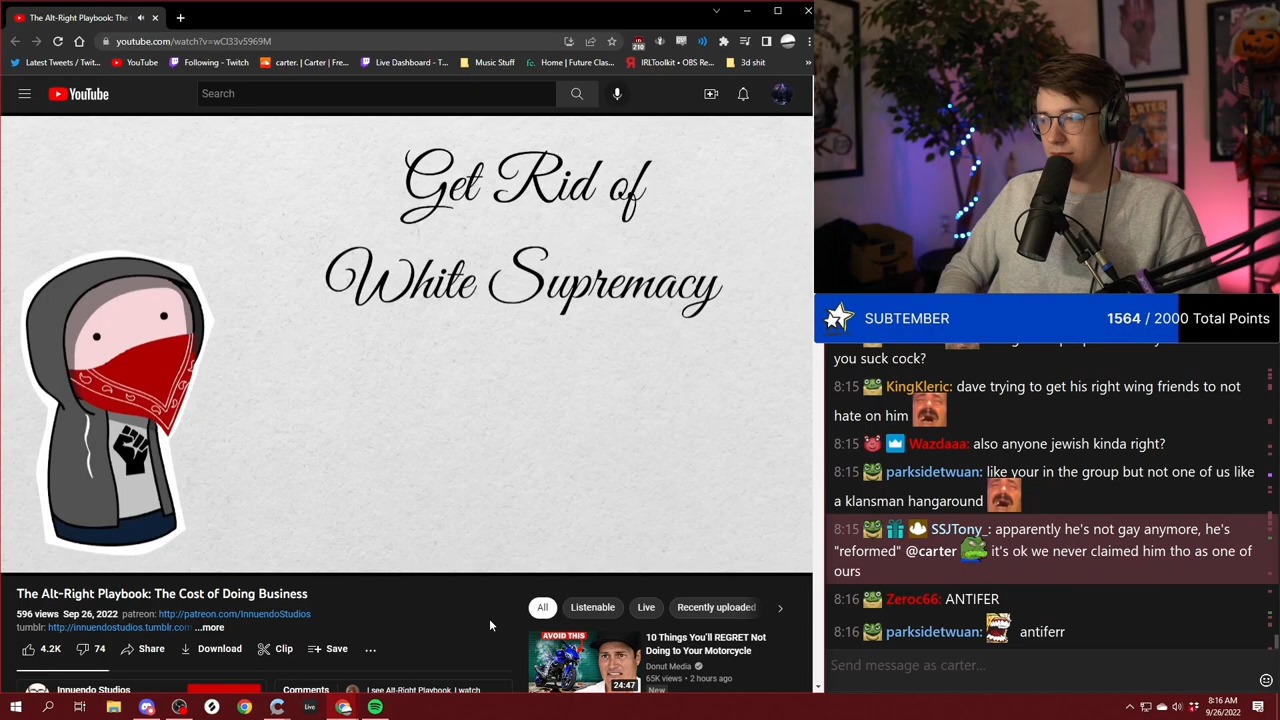 The Alt-Right Playbook: The
youtube.com/watch?v=wCl33v5969M
210
Latest Tweets / Twit...
YouTube
Following - Twitch
carter. | Carter | Fre...
Live Dashboard - T...
Music Stuff
Home | Future Clas...
IRLToolkit • OBS Re...
3d shit
YouTube
Search
Get Rid of
White Supremacy
The Alt-Right Playbook: The Cost of Doing Business
596 views Sep 26, 2022 patreon: http://patreon.com/InnuendoStudios
tumblr: http://innuendostudios.tumblr.com ...more
4.2K
74
Share
Download
Clip
Save
Innuendo Studios
Comments
I see Alt-Right Playbook, I watch
All
Listenable
Live
Recently uploaded
AVOID THIS
24:47
10 Things You'll REGRET Not
Doing to Your Motorcycle
Donut Media
65K views • 2 hours ago
New
CARTER
SUBTEMBER
1564 / 2000 Total Points
you suck cock?
8:15 KingKleric: dave trying to get his right wing friends to not
hate on him
8:15 Wazdaaa: also anyone jewish kinda right?
8:15 parksidetwuan: like your in the group but not one of us like
a klansman hangaround
8:15 SSJTony_: apparently he's not gay anymore, he's
"reformed" @carter it's ok we never claimed him tho as one of
ours
8:16 Zeroc66: ANTIFER
8:16 parksidetwuan: antiferr
Send message as carter...
Live
8:16 AM
9/26/2022